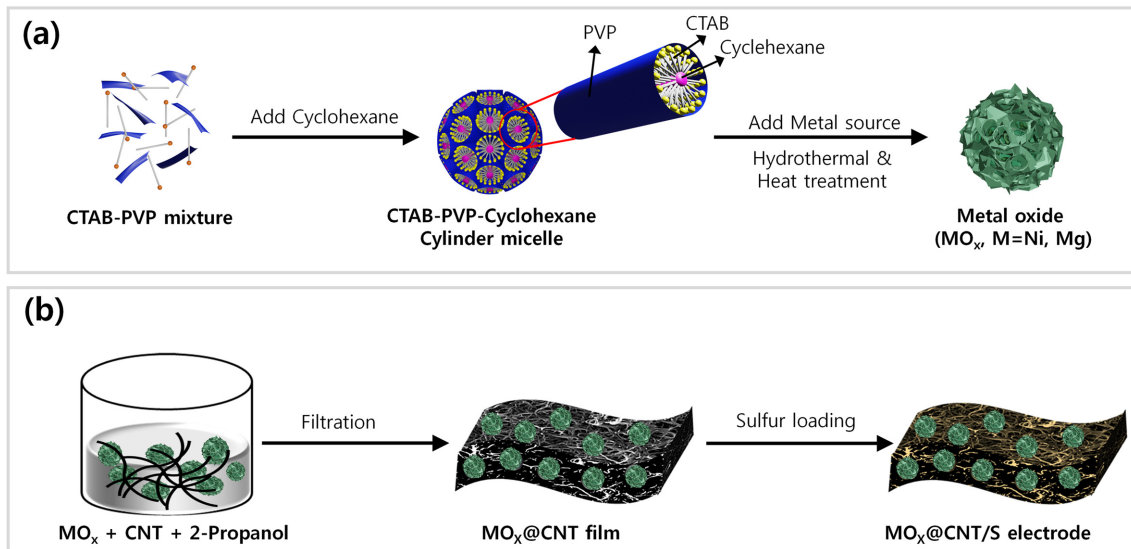 (a)
PVP
CTAB
Cyclehexane
Add Cyclohexane
Add Metal source
Hydrothermal &
Heat treatment
CTAB-PVP mixture
CTAB-PVP-Cyclohexane
Cylinder micelle
Metal oxide
(MOx, M=Ni, Mg)
(b)
Filtration
Sulfur loading
MOx + CNT + 2-Propanol
MOx@CNT film
MOx@CNT/S electrode